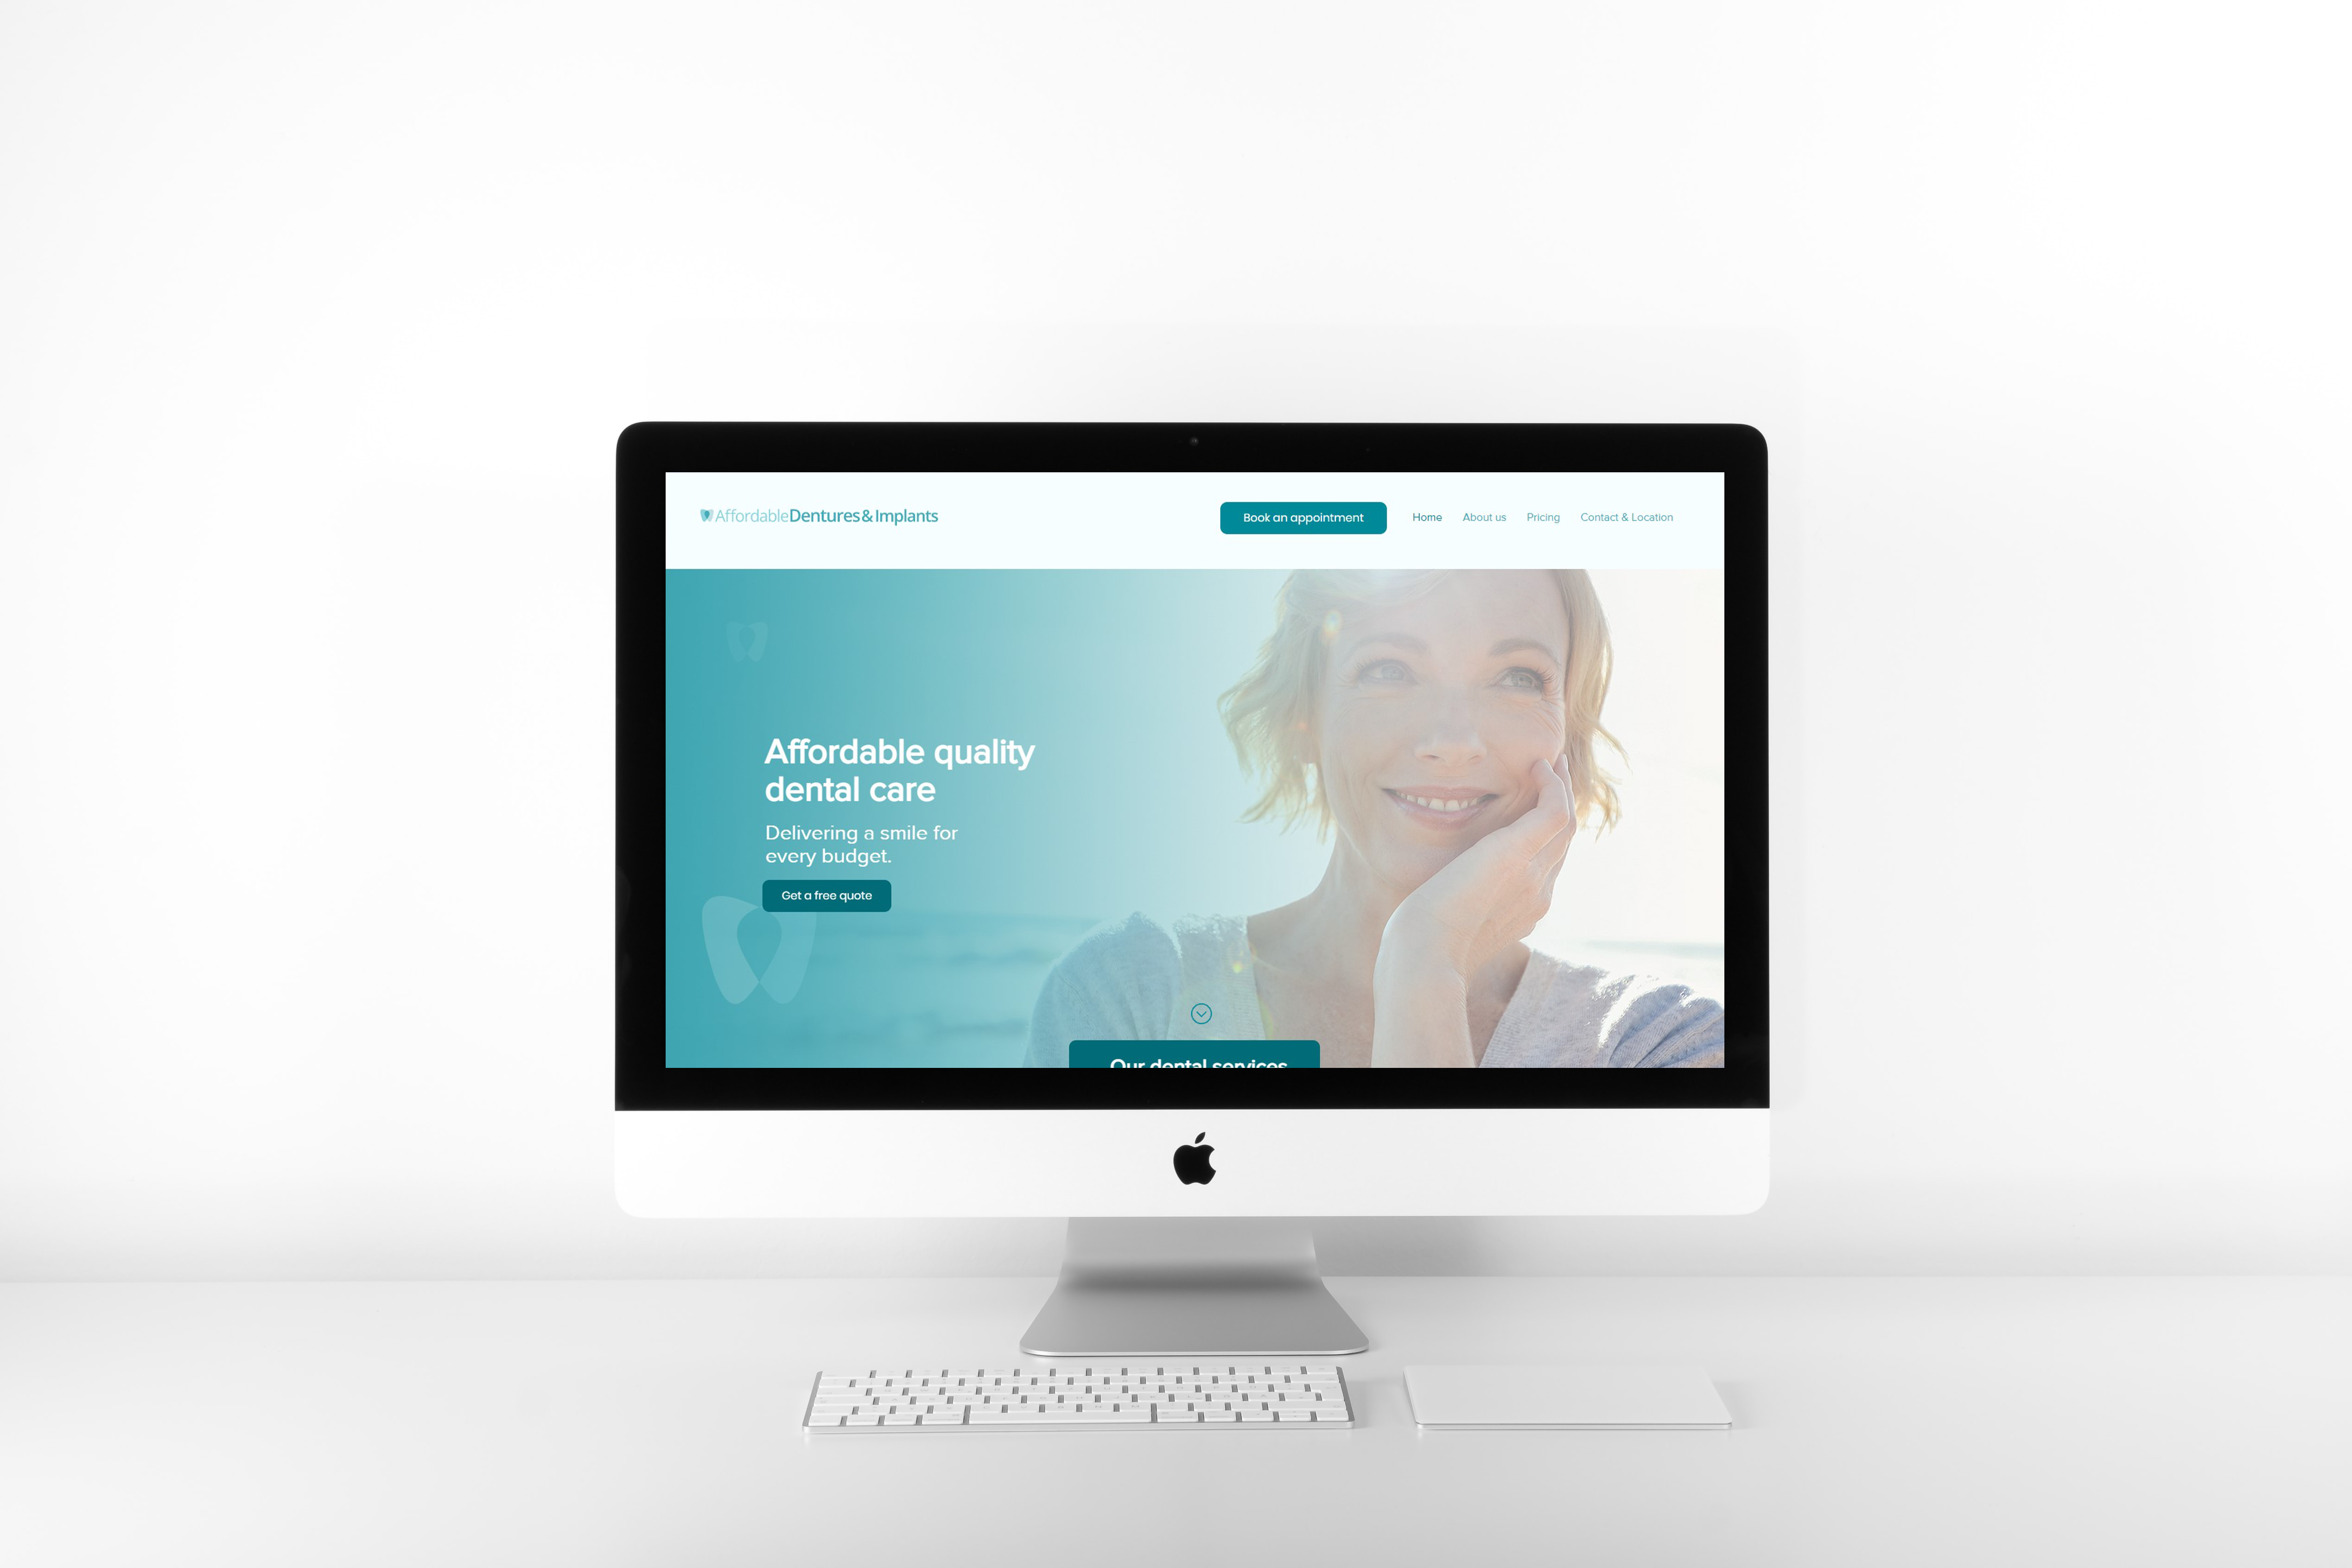 AffordableDentures & Implants
Book an appointment
Home
About us
Pricing
Contact & Location
Affordable quality
dental care
Delivering a smile for
every budget.
Get a free quote
Our dental services